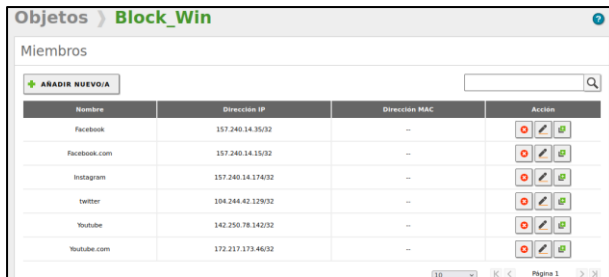 Objetos Block_Win
Miembros
AÑADIR NUEVO/A
Nombre Dirección IP Dirección MAC Acción
Facebook 157.240.14.35/32 --
Facebook.com 157.240.14.15/32 --
Instagram 157.240.14.174/32 --
twitter 104.244.42.129/32 --
Youtube 142.250.78.142/32 --
Youtube.com 172.217.173.46/32 --
10 Página 1